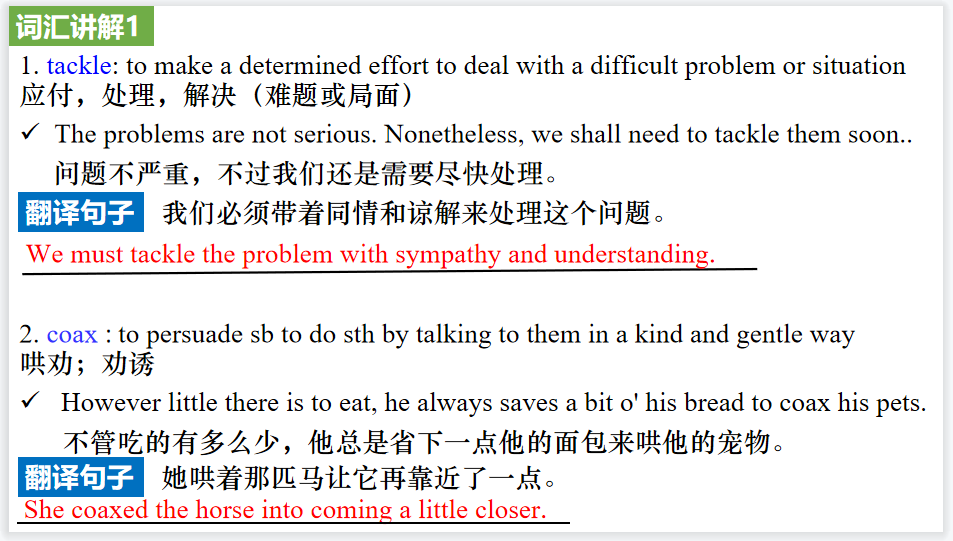 词汇讲解1
1. tackle: to make a determined effort to deal with a difficult problem or situation
应付，处理，解决（难题或局面）
✓ The problems are not serious. Nonetheless, we shall need to tackle them soon..
问题不严重，不过我们还是需要尽快处理。
翻译句子 我们必须带着同情和谅解来处理这个问题。
We must tackle the problem with sympathy and understanding.
2. coax : to persuade sb to do sth by talking to them in a kind and gentle way
哄劝；劝诱
✓ However little there is to eat, he always saves a bit o' his bread to coax his pets.
不管吃的有多么少，他总是省下一点他的面包来哄他的宠物。
翻译句子 她哄着那匹马让它再靠近了一点。
She coaxed the horse into coming a little closer.